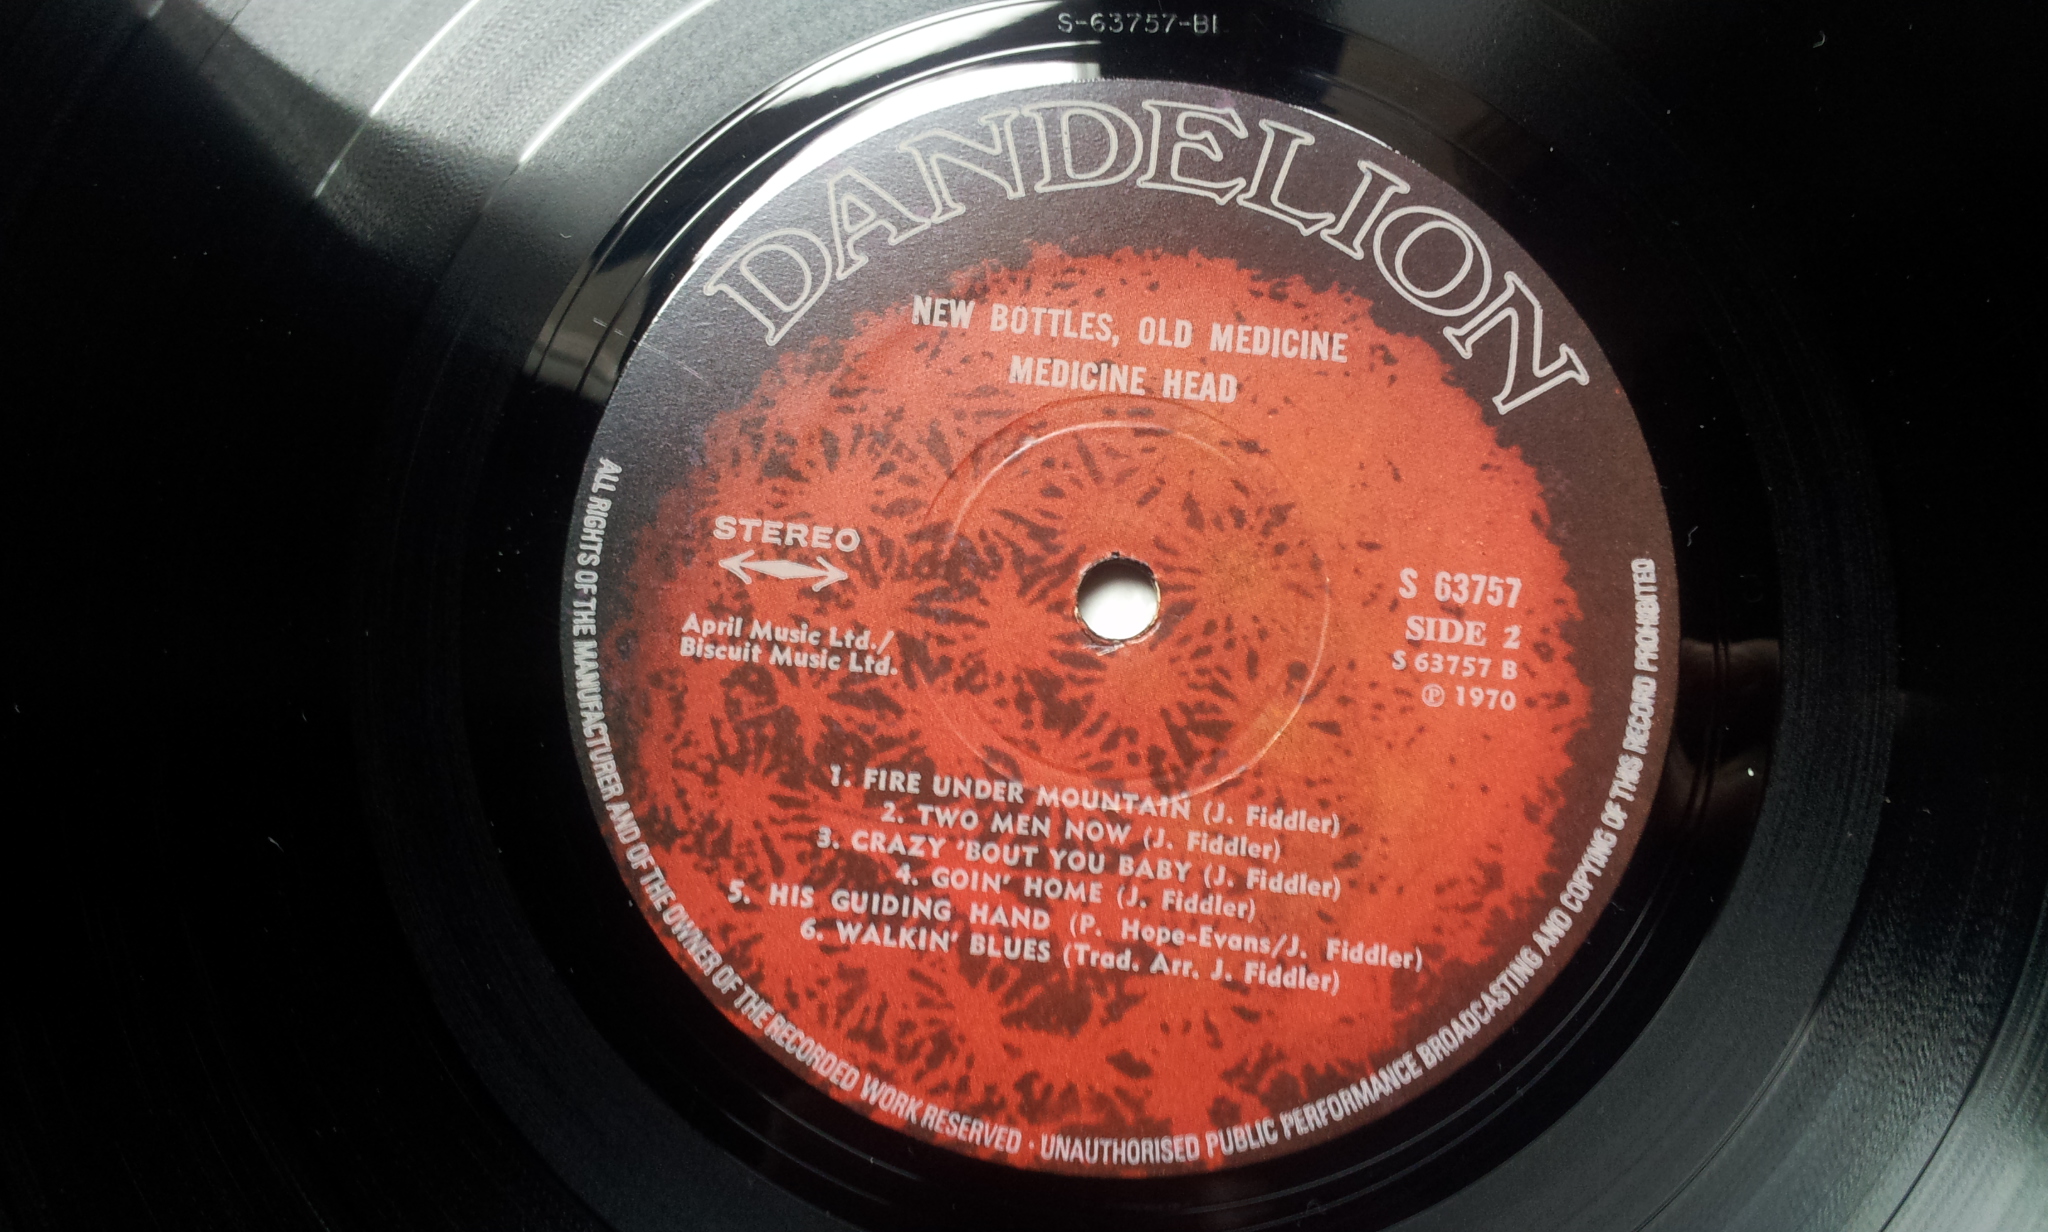 S-63757-B1
DANDELION
NEW BOTTLES, OLD MEDICINE
MEDICINE HEAD
STEREO
April Music Ltd./
Biscuit Music Ltd.
S 63757
SIDE 2
S 63757 B
℗ 1970
1. FIRE UNDER MOUNTAIN (J. Fiddler)
2. TWO MEN NOW (J. Fiddler)
3. CRAZY 'BOUT YOU BABY (J. Fiddler)
4. GOIN' HOME (J. Fiddler)
5. HIS GUIDING HAND (P. Hope-Evans/J. Fiddler)
6. WALKIN' BLUES (Trad. Arr. J. Fiddler)
ALL RIGHTS OF THE MANUFACTURER AND OF THE OWNER OF THE RECORDED WORK RESERVED · UNAUTHORISED PUBLIC PERFORMANCE BROADCASTING AND COPYING OF THIS RECORD PROHIBITED